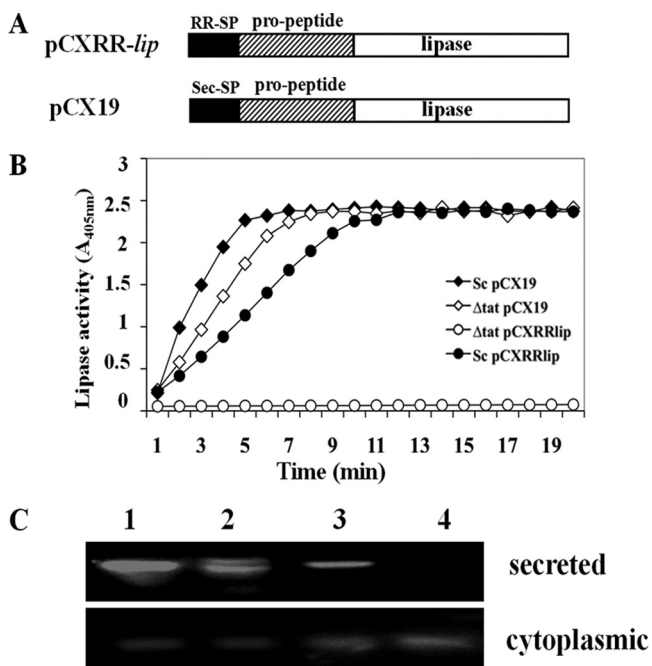 A
RR-SP pro-peptide
pCXRR-lip
lipase
Sec-SP pro-peptide
pCX19
lipase
B
Lipase activity (A405nm)
3
2.5
2
1.5
1
0.5
0
Sc pCX19
Δtat pCX19
Δtat pCXRRlip
Sc pCXRRlip
1 3 5 7 9 11 13 15 17 19
Time (min)
C
1 2 3 4
secreted
cytoplasmic